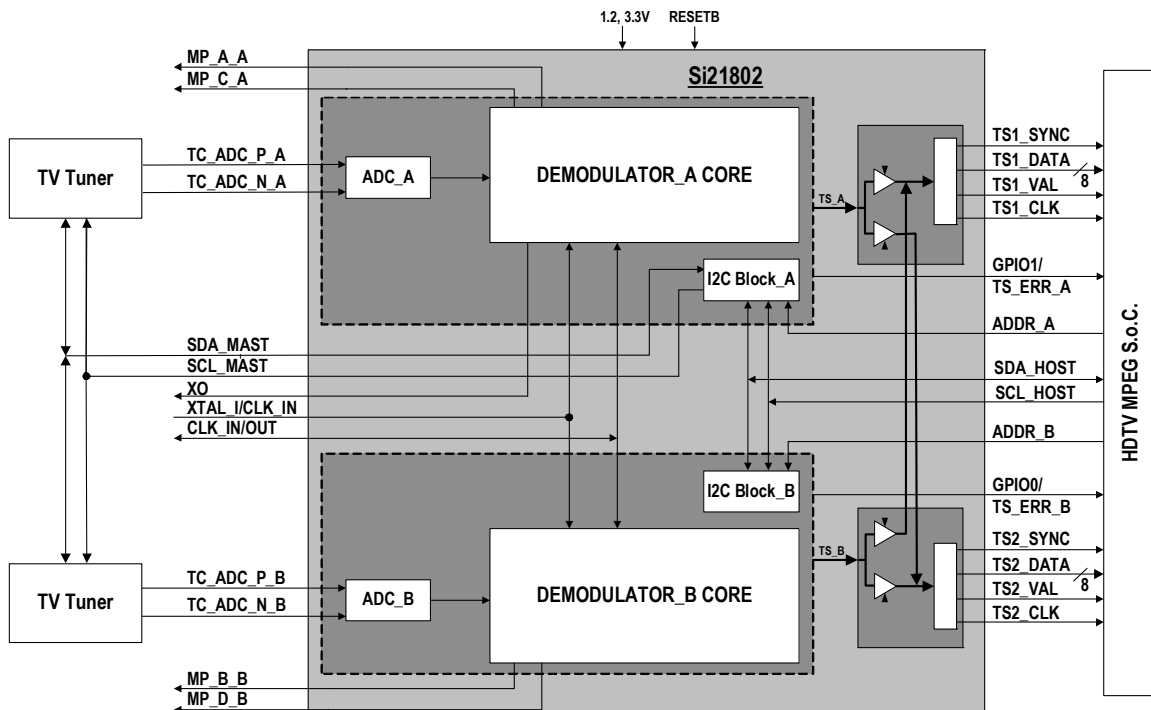 1.2, 3.3V
RESETB
Si21802
MP_A_A
MP_C_A
TV Tuner
TC_ADC_P_A
TC_ADC_N_A
ADC_A
DEMODULATOR_A CORE
TS_A
TS1_SYNC
TS1_DATA
8
TS1_VAL
TS1_CLK
I2C Block_A
GPIO1/
TS_ERR_A
ADDR_A
SDA_MAST
SCL_MAST
XO
XTAL_I/CLK_IN
CLK_IN/OUT
SDA_HOST
SCL_HOST
ADDR_B
HDTV MPEG S.o.C.
I2C Block_B
GPIO0/
TS_ERR_B
TV Tuner
TC_ADC_P_B
TC_ADC_N_B
ADC_B
DEMODULATOR_B CORE
TS_B
TS2_SYNC
TS2_DATA
8
TS2_VAL
TS2_CLK
MP_B_B
MP_D_B